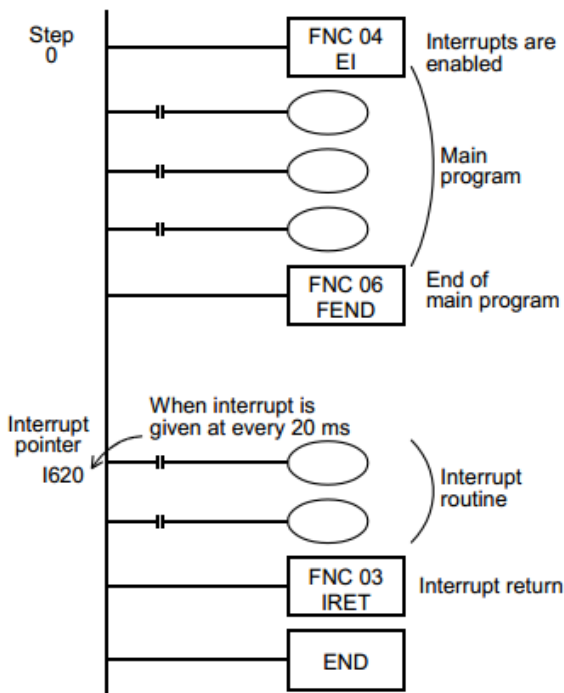 Step
0
FNC 04
EI
Interrupts are
enabled
Main
program
FNC 06
FEND
End of
main program
Interrupt
pointer
I620
When interrupt is
given at every 20 ms
Interrupt
routine
FNC 03
IRET
Interrupt return
END